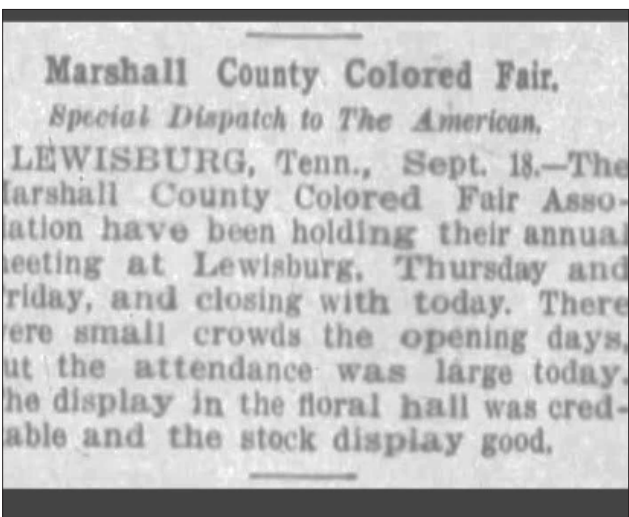 Marshall County Colored Fair.
Special Dispatch to The American.
LEWISBURG, Tenn., Sept. 18.—The
Iarshall County Colored Fair Asso-
iation have been holding their annual
neeting at Lewisburg, Thursday and
riday, and closing with today. There
ere small crowds the opening days,
ut the attendance was large today.
he display in the floral hall was cred-
able and the stock display good.